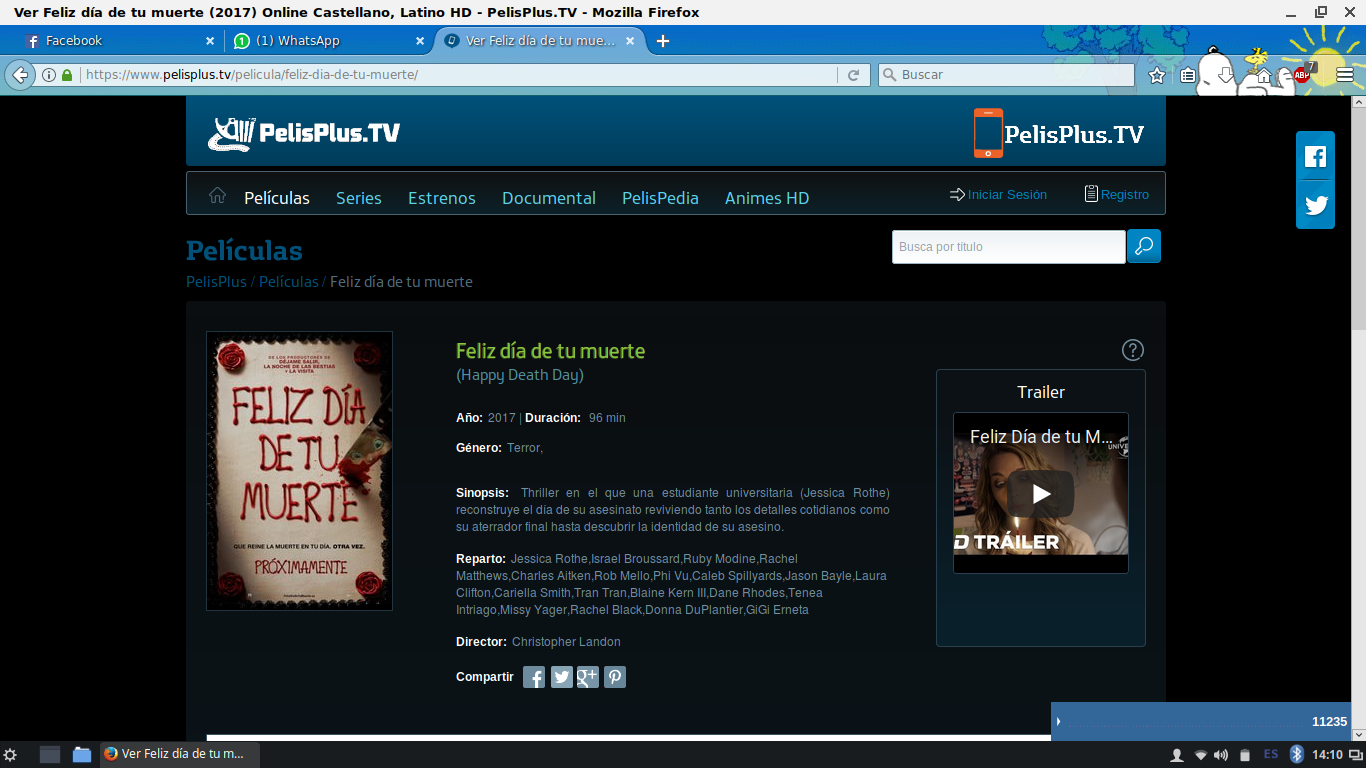 Ver Feliz día de tu muerte (2017) Online Castellano, Latino HD - PelisPlus.TV - Mozilla Firefox
Facebook
(1) WhatsApp
Ver Feliz día de tu mue...
https://www.pelisplus.tv/pelicula/feliz-dia-de-tu-muerte/
Buscar
ABP
7
PelisPlus.TV
PelisPlus.TV
Películas
Series
Estrenos
Documental
PelisPedia
Animes HD
Iniciar Sesión
Registro
Películas
Busca por título
PelisPlus / Películas / Feliz día de tu muerte
DE LOS PRODUCTORES DE
DÉJAME SALIR,
LA NOCHE DE LAS BESTIAS
y LA VISITA
FELIZ DÍA
DE TU
MUERTE
QUE REINE LA MUERTE EN TU DÍA. OTRA VEZ.
PRÓXIMAMENTE
Feliz día de tu muerte
(Happy Death Day)
Año: 2017 | Duración: 96 min
Género: Terror,
Sinopsis: Thriller en el que una estudiante universitaria (Jessica Rothe)
reconstruye el día de su asesinato reviviendo tanto los detalles cotidianos como
su aterrador final hasta descubrir la identidad de su asesino.
Reparto: Jessica Rothe,Israel Broussard,Ruby Modine,Rachel
Matthews,Charles Aitken,Rob Mello,Phi Vu,Caleb Spillyards,Jason Bayle,Laura
Clifton,Cariella Smith,Tran Tran,Blaine Kern III,Dane Rhodes,Tenea
Intriago,Missy Yager,Rachel Black,Donna DuPlantier,GiGi Erneta
Director: Christopher Landon
Compartir
g+
Trailer
Feliz Día de tu M...
UNIVE
D TRÁILER
11235
Ver Feliz día de tu m...
ES
14:10